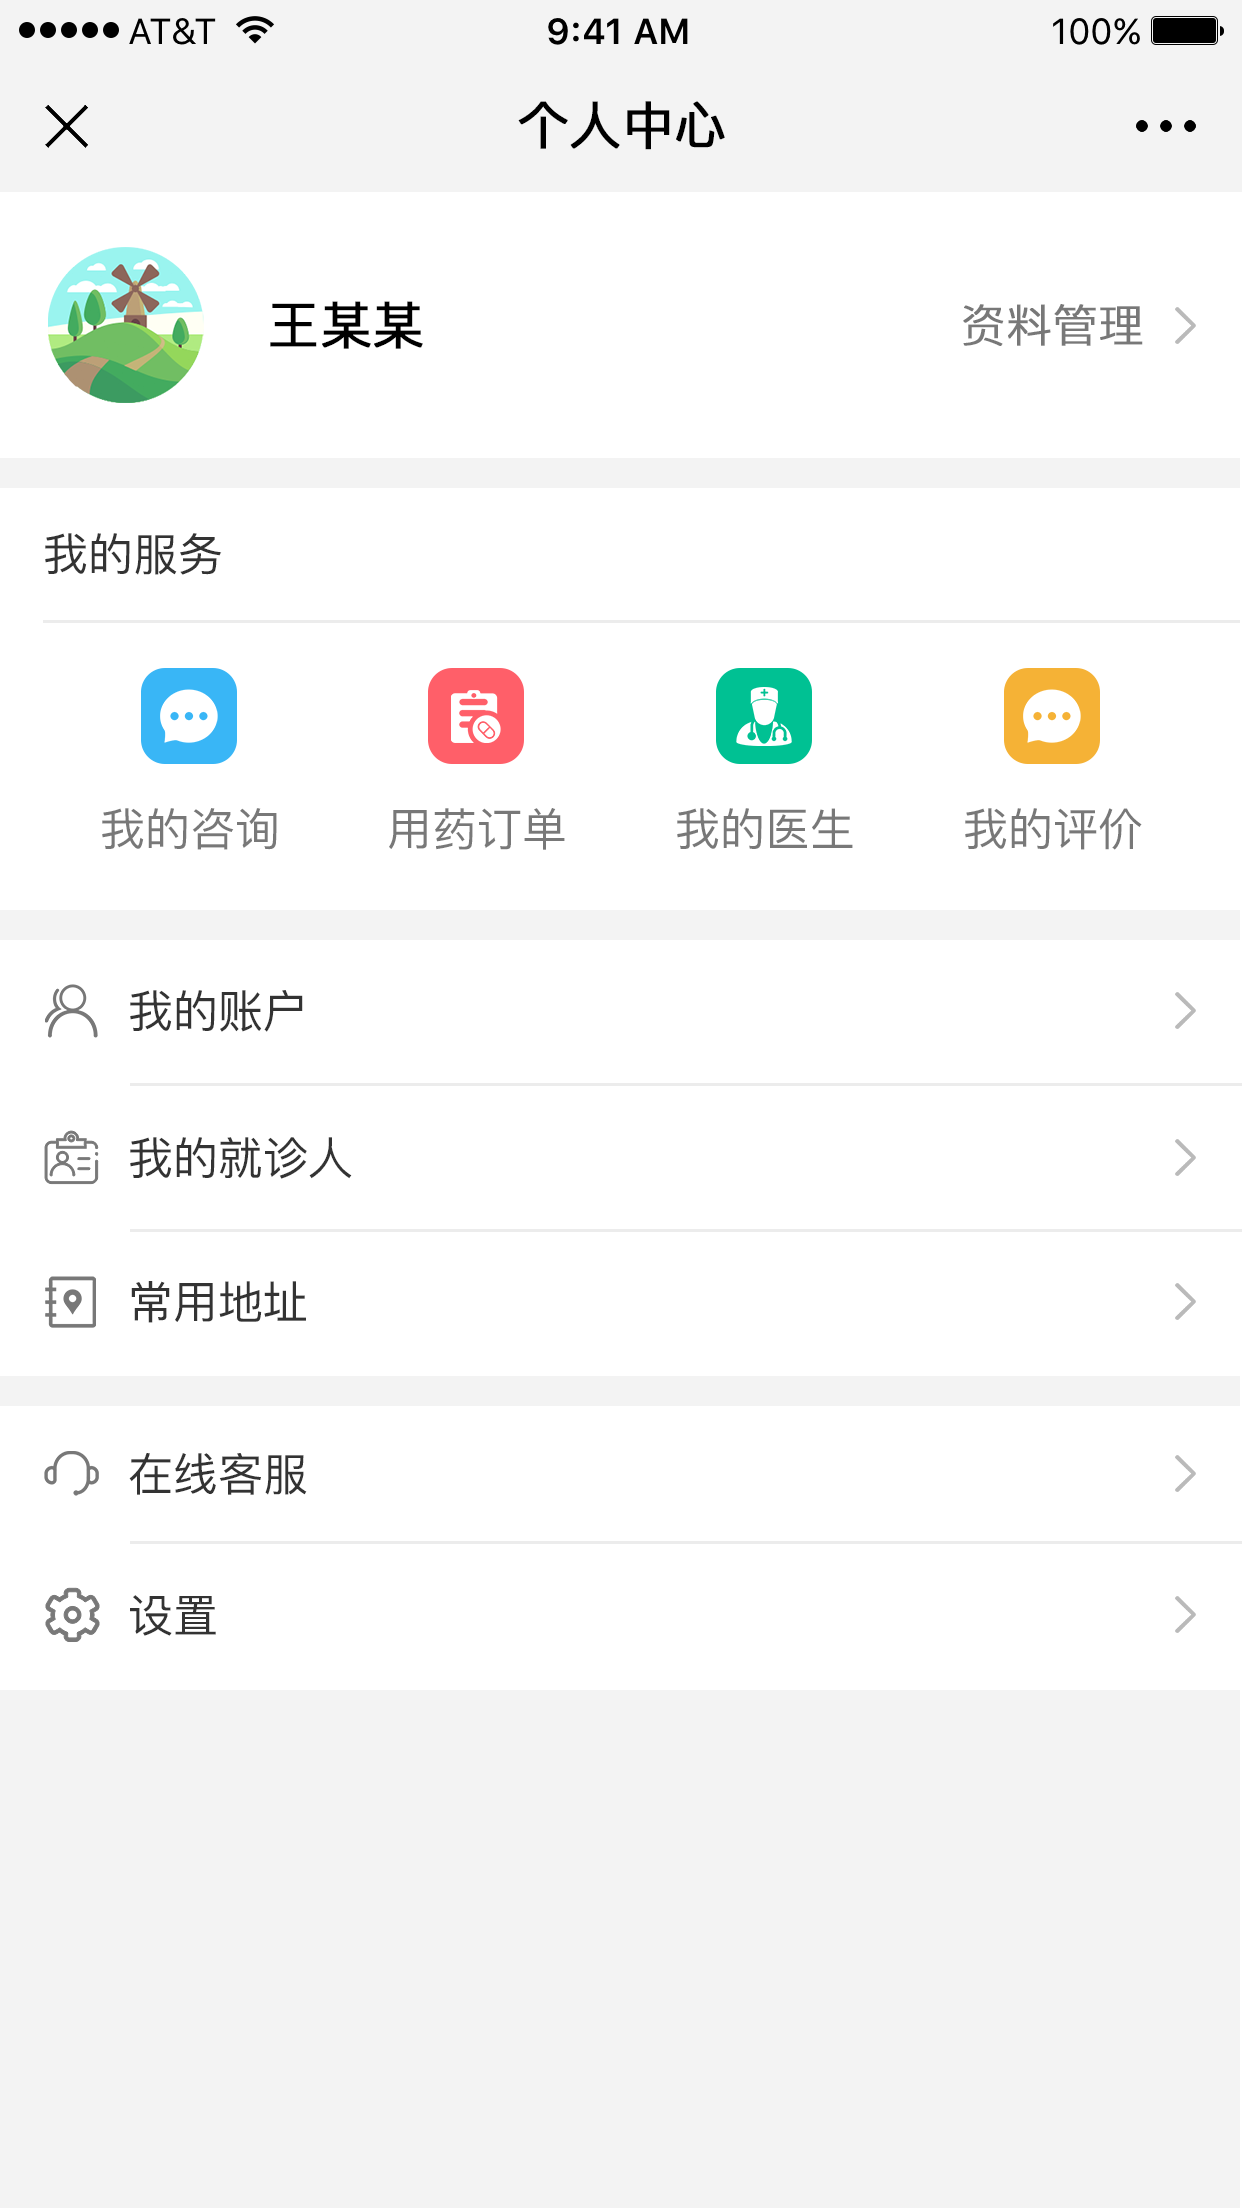 AT&T 9:41 AM 100%
个人中心
王某某 资料管理
我的服务
我的咨询 用药订单 我的医生 我的评价
我的账户
我的就诊人
常用地址
在线客服
设置